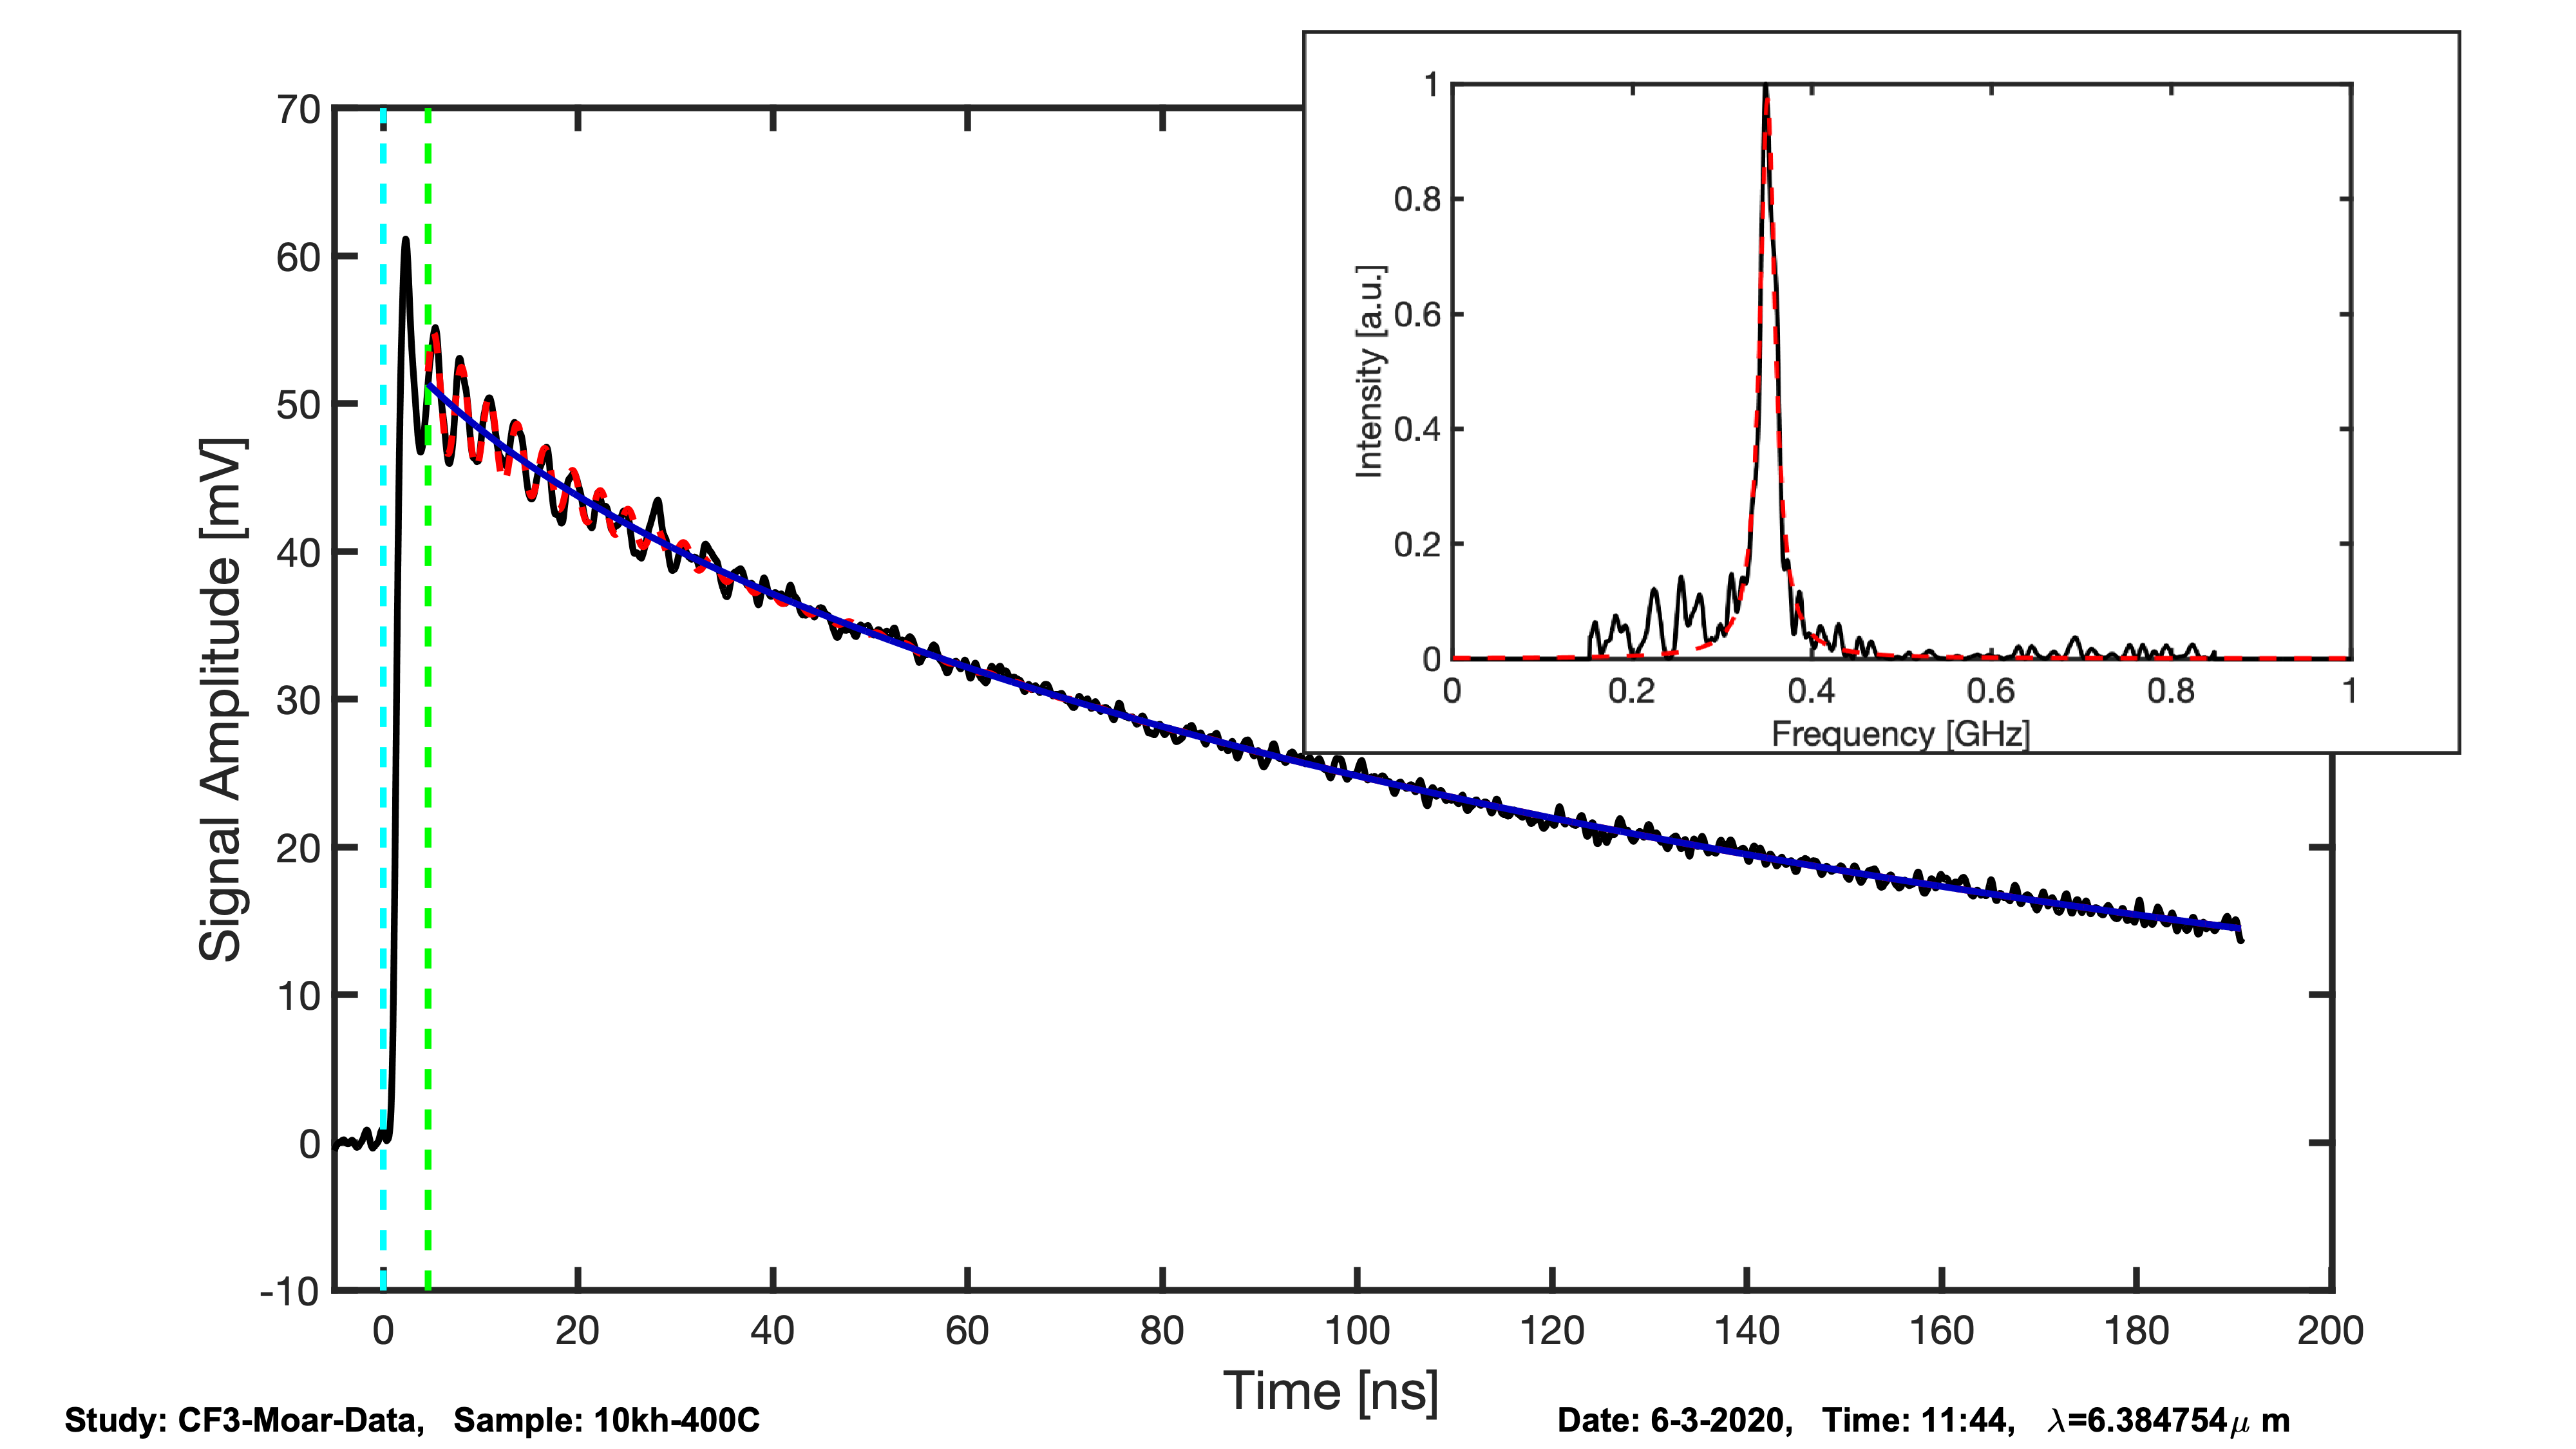 70
60
50
40
30
20
10
0
-10
Signal Amplitude [mV]
0 20 40 60 80 100 120 140 160 180 200
Time [ns]
1
0.8
0.6
0.4
0.2
0
Intensity [a.u.]
0 0.2 0.4 0.6 0.8 1
Frequency [GHz]
Study: CF3-Moar-Data, Sample: 10kh-400C
Date: 6-3-2020, Time: 11:44, λ=6.384754μ m